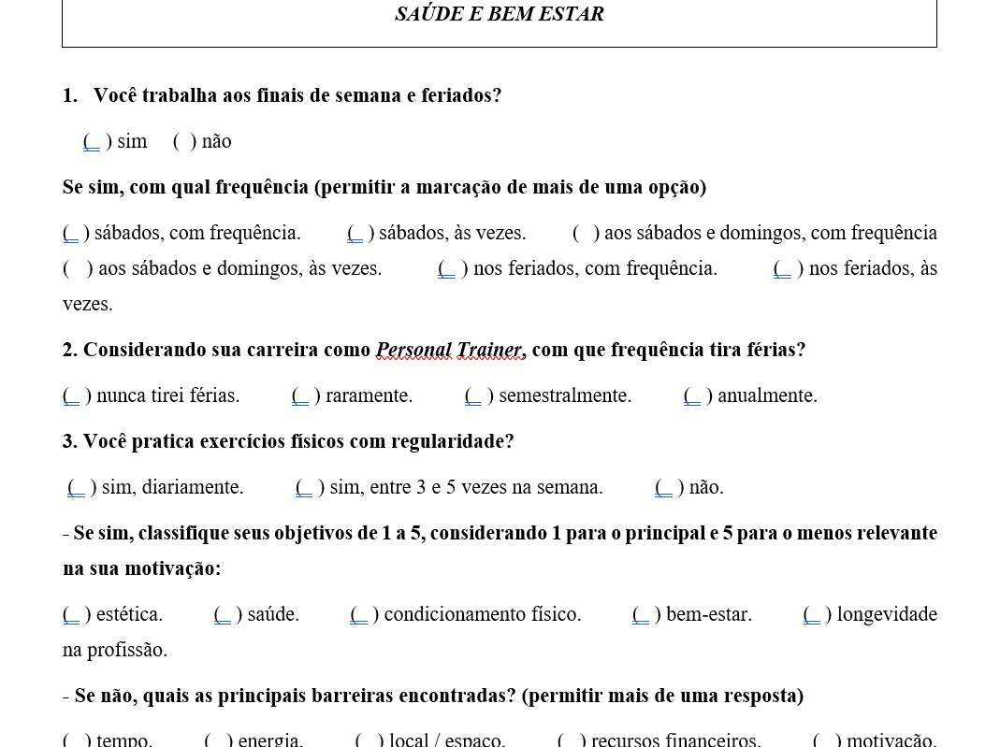 SAÚDE E BEM ESTAR
1. Você trabalha aos finais de semana e feriados?
( ) sim ( ) não
Se sim, com qual frequência (permitir a marcação de mais de uma opção)
( ) sábados, com frequência. ( ) sábados, às vezes. ( ) aos sábados e domingos, com frequência
( ) aos sábados e domingos, às vezes. ( ) nos feriados, com frequência. ( ) nos feriados, às
vezes.
2. Considerando sua carreira como Personal Trainer, com que frequência tira férias?
( ) nunca tirei férias. ( ) raramente. ( ) semestralmente. ( ) anualmente.
3. Você pratica exercícios físicos com regularidade?
( ) sim, diariamente. ( ) sim, entre 3 e 5 vezes na semana. ( ) não.
- Se sim, classifique seus objetivos de 1 a 5, considerando 1 para o principal e 5 para o menos relevante
na sua motivação:
( ) estética. ( ) saúde. ( ) condicionamento físico. ( ) bem-estar. ( ) longevidade
na profissão.
- Se não, quais as principais barreiras encontradas? (permitir mais de uma resposta)
( ) tempo. ( ) energia. ( ) local / espaço. ( ) recursos financeiros. ( ) motivação.